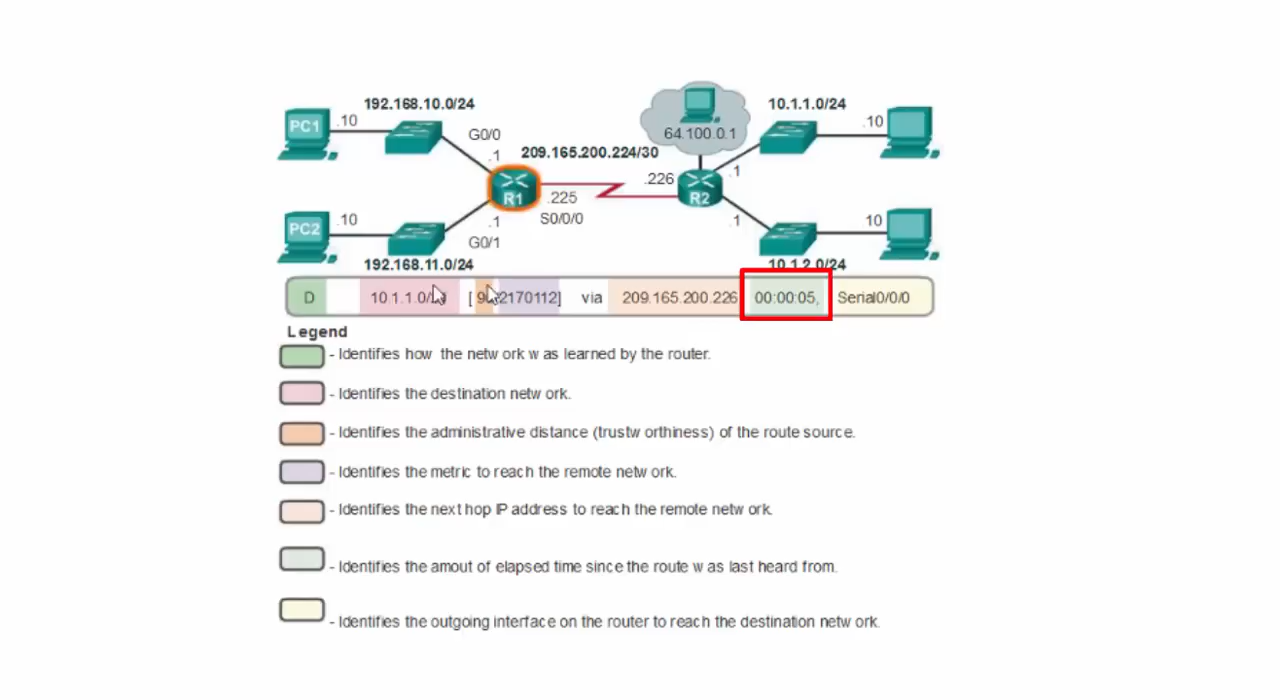 192.168.10.0/24
10.1.1.0/24
PC1
.10
G0/0
64.100.0.1
.10
.1
209.165.200.224/30
.226
.1
R1
.225
R2
S0/0/0
PC2
.10
.1
.1
10
G0/1
192.168.11.0/24
10.1.2.0/24
D 10.1.1.0/ [ 2170112] via 209.165.200.226 00:00:05, Serial0/0/0
Legend
- Identifies how the netw ork w as learned by the router.
- Identifies the destination netw ork.
- Identifies the administrative distance (trustw orthiness) of the route source.
- Identifies the metric to reach the remote netw ork.
- Identifies the next hop IP address to reach the remote netw ork.
- Identifies the amout of elapsed time since the route w as last heard from.
- Identifies the outgoing interface on the router to reach the destination netw ork.